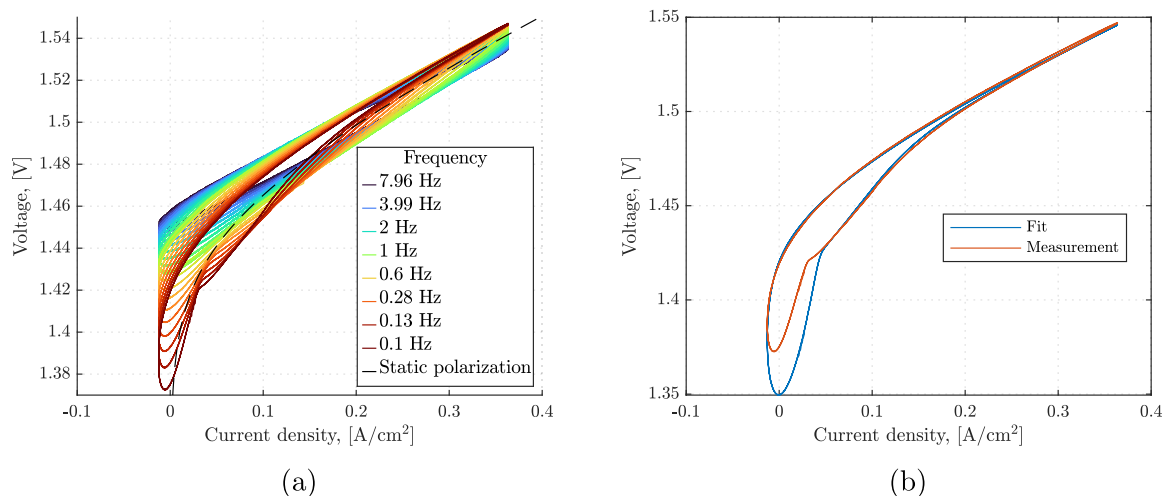 1.54
1.52
1.5
1.48
1.46
1.44
1.42
1.4
1.38
-0.1
0
0.1
0.2
0.3
0.4
Voltage, [V]
Current density, [A/cm²]
Frequency
7.96 Hz
3.99 Hz
2 Hz
1 Hz
0.6 Hz
0.28 Hz
0.13 Hz
0.1 Hz
Static polarization
(a)
1.55
1.5
1.45
1.4
1.35
-0.1
0
0.1
0.2
0.3
0.4
Voltage, [V]
Current density, [A/cm²]
Fit
Measurement
(b)